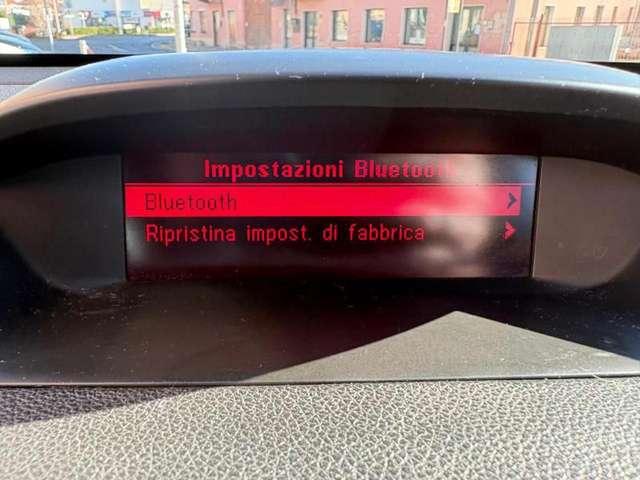 Impostazioni Bluetooth
Bluetooth
Ripristina impost. di fabbrica